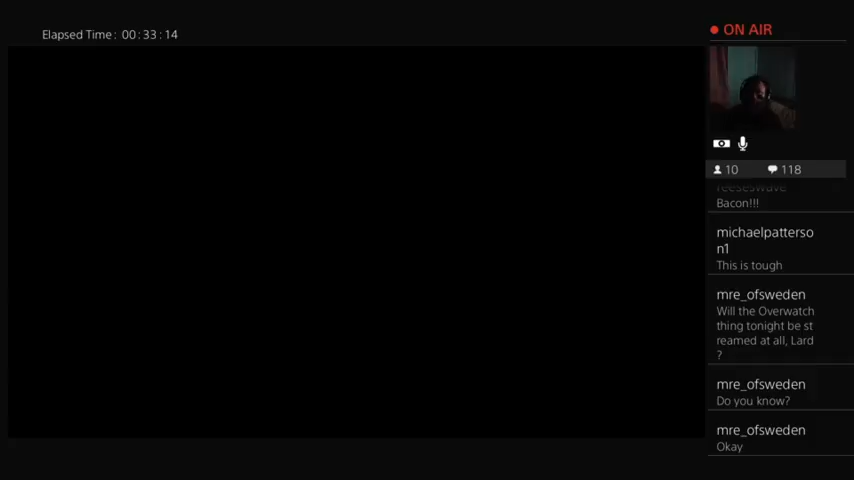 Elapsed Time: 00:33:14
ON AIR
10 118
reeseswave
Bacon!!!
michaelpatterso
n1
This is tough
mre_ofsweden
Will the Overwatch
thing tonight be st
reamed at all, Lard
?
mre_ofsweden
Do you know?
mre_ofsweden
Okay